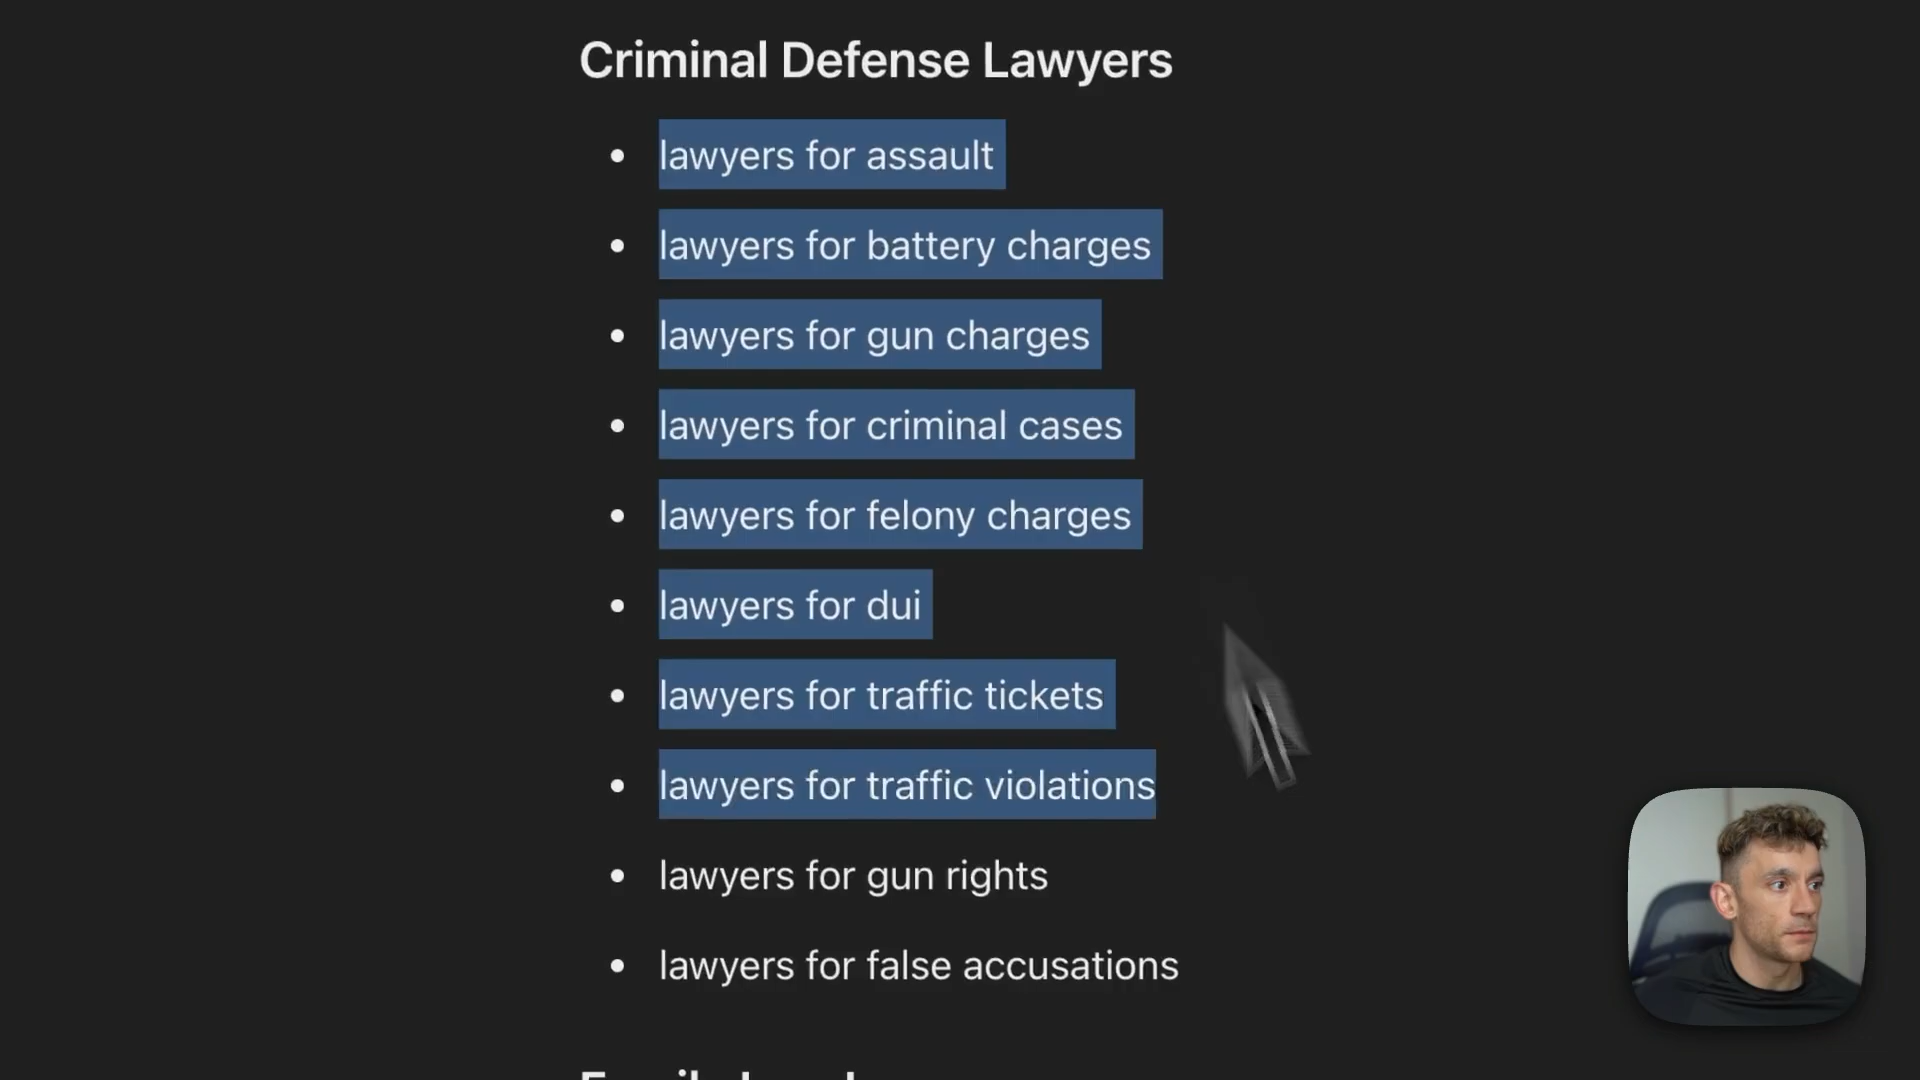 Criminal Defense Lawyers
lawyers for assault
lawyers for battery charges
lawyers for gun charges
lawyers for criminal cases
lawyers for felony charges
lawyers for dui
lawyers for traffic tickets
lawyers for traffic violations
lawyers for gun rights
lawyers for false accusations